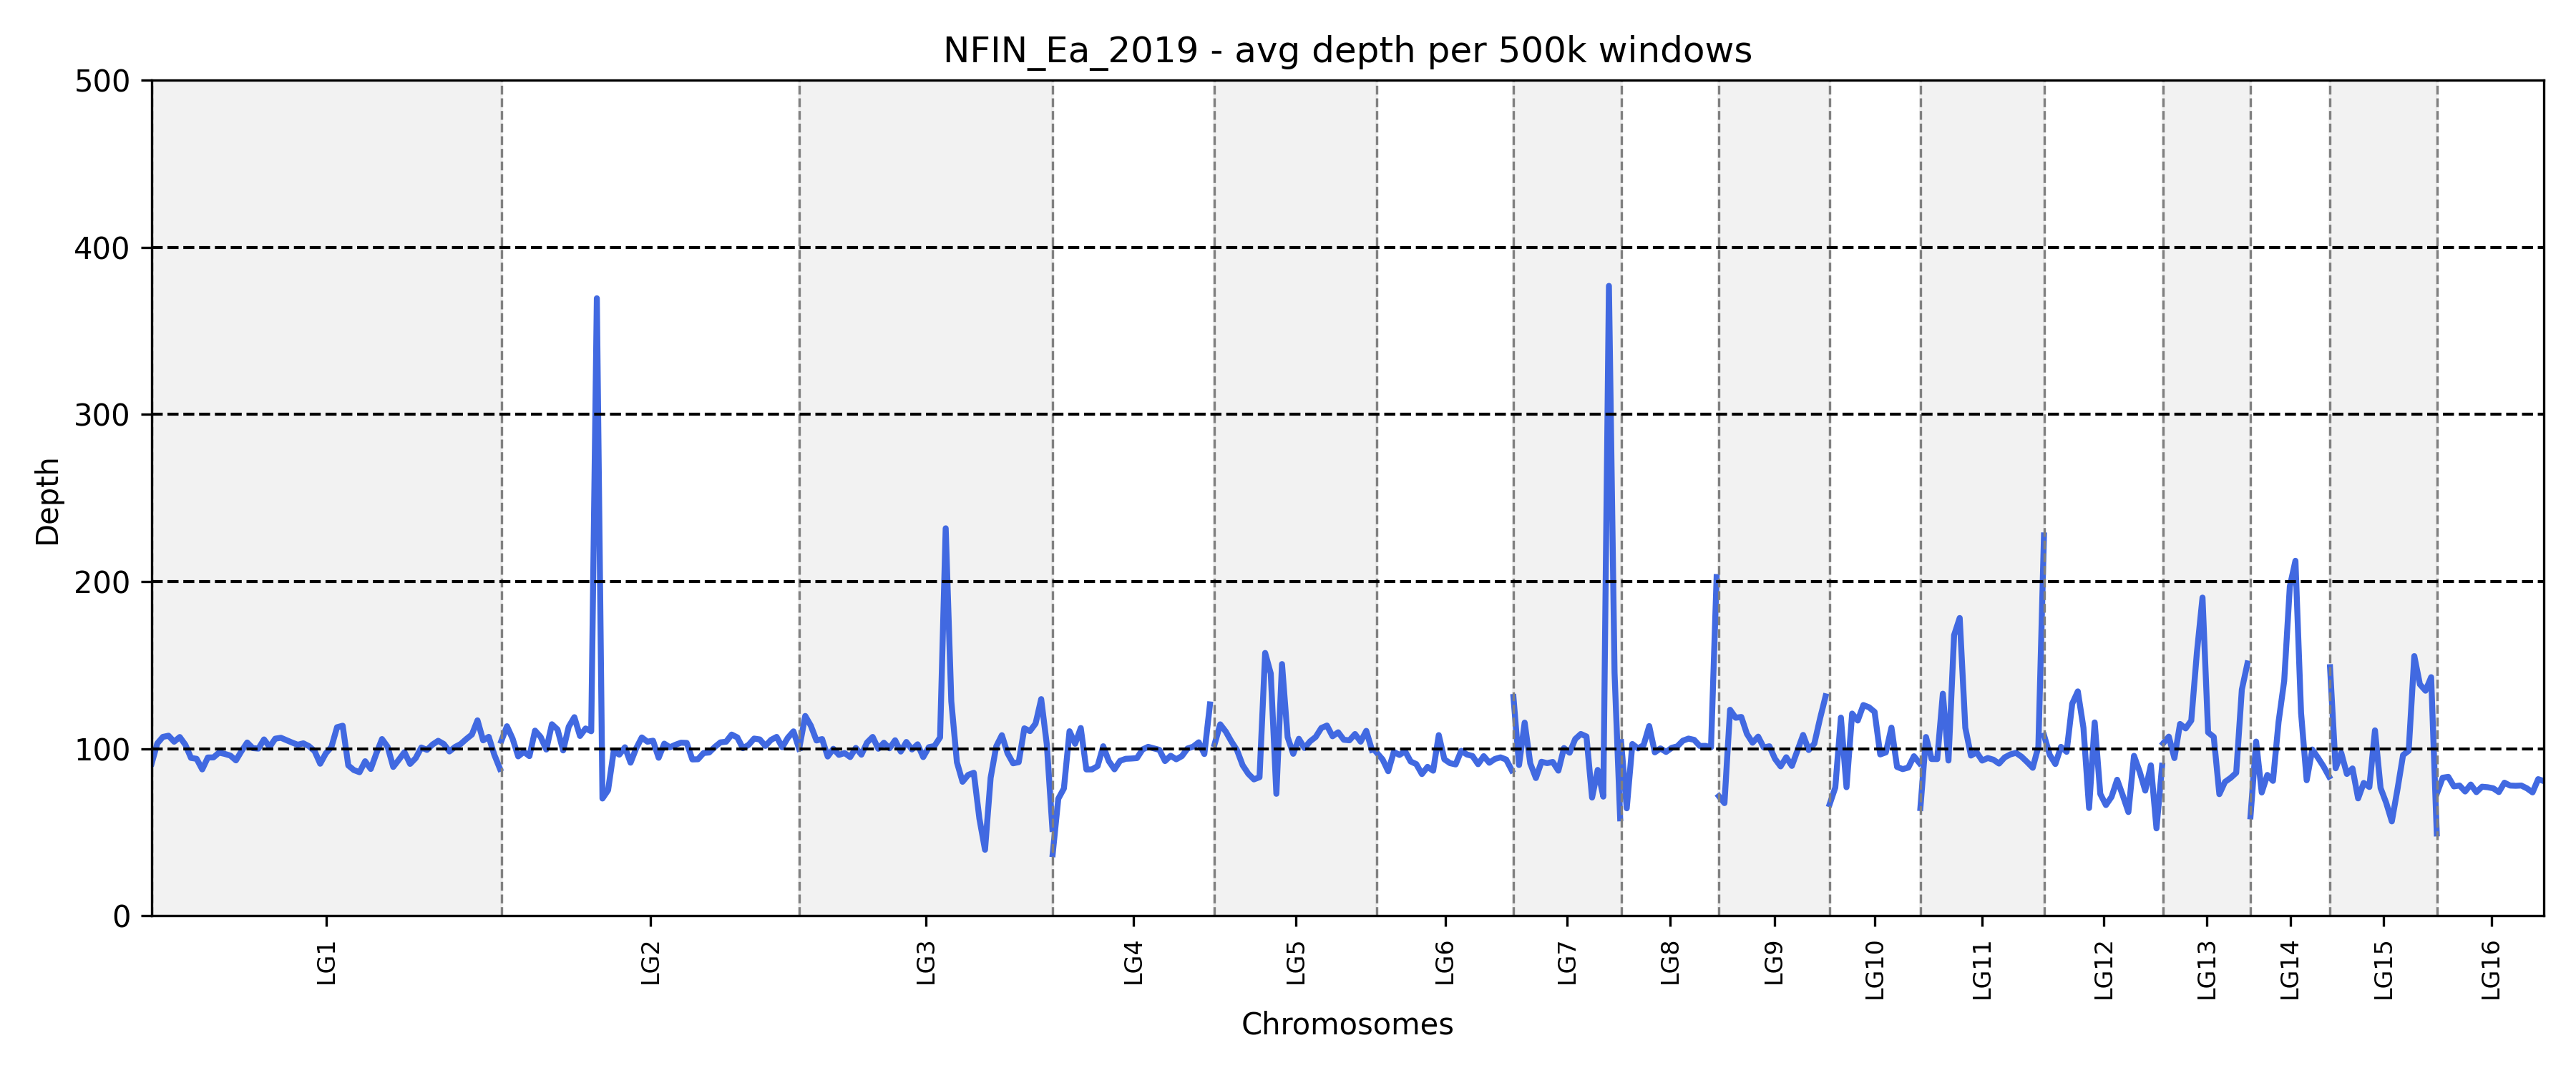 NFIN_Ea_2019 - avg depth per 500k windows
500
400
300
200
100
0
Depth
LG1
LG2
LG3
LG4
LG5
LG6
LG7
LG8
LG9
LG10
LG11
LG12
LG13
LG14
LG15
LG16
Chromosomes